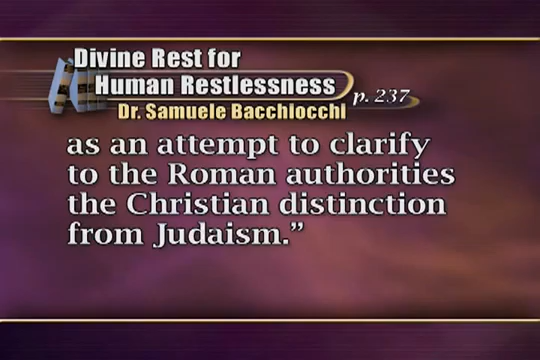 Divine Rest for
Human Restlessness
p. 237
Dr. Samuele Bacchiocchi
as an attempt to clarify
to the Roman authorities
the Christian distinction
from Judaism.”